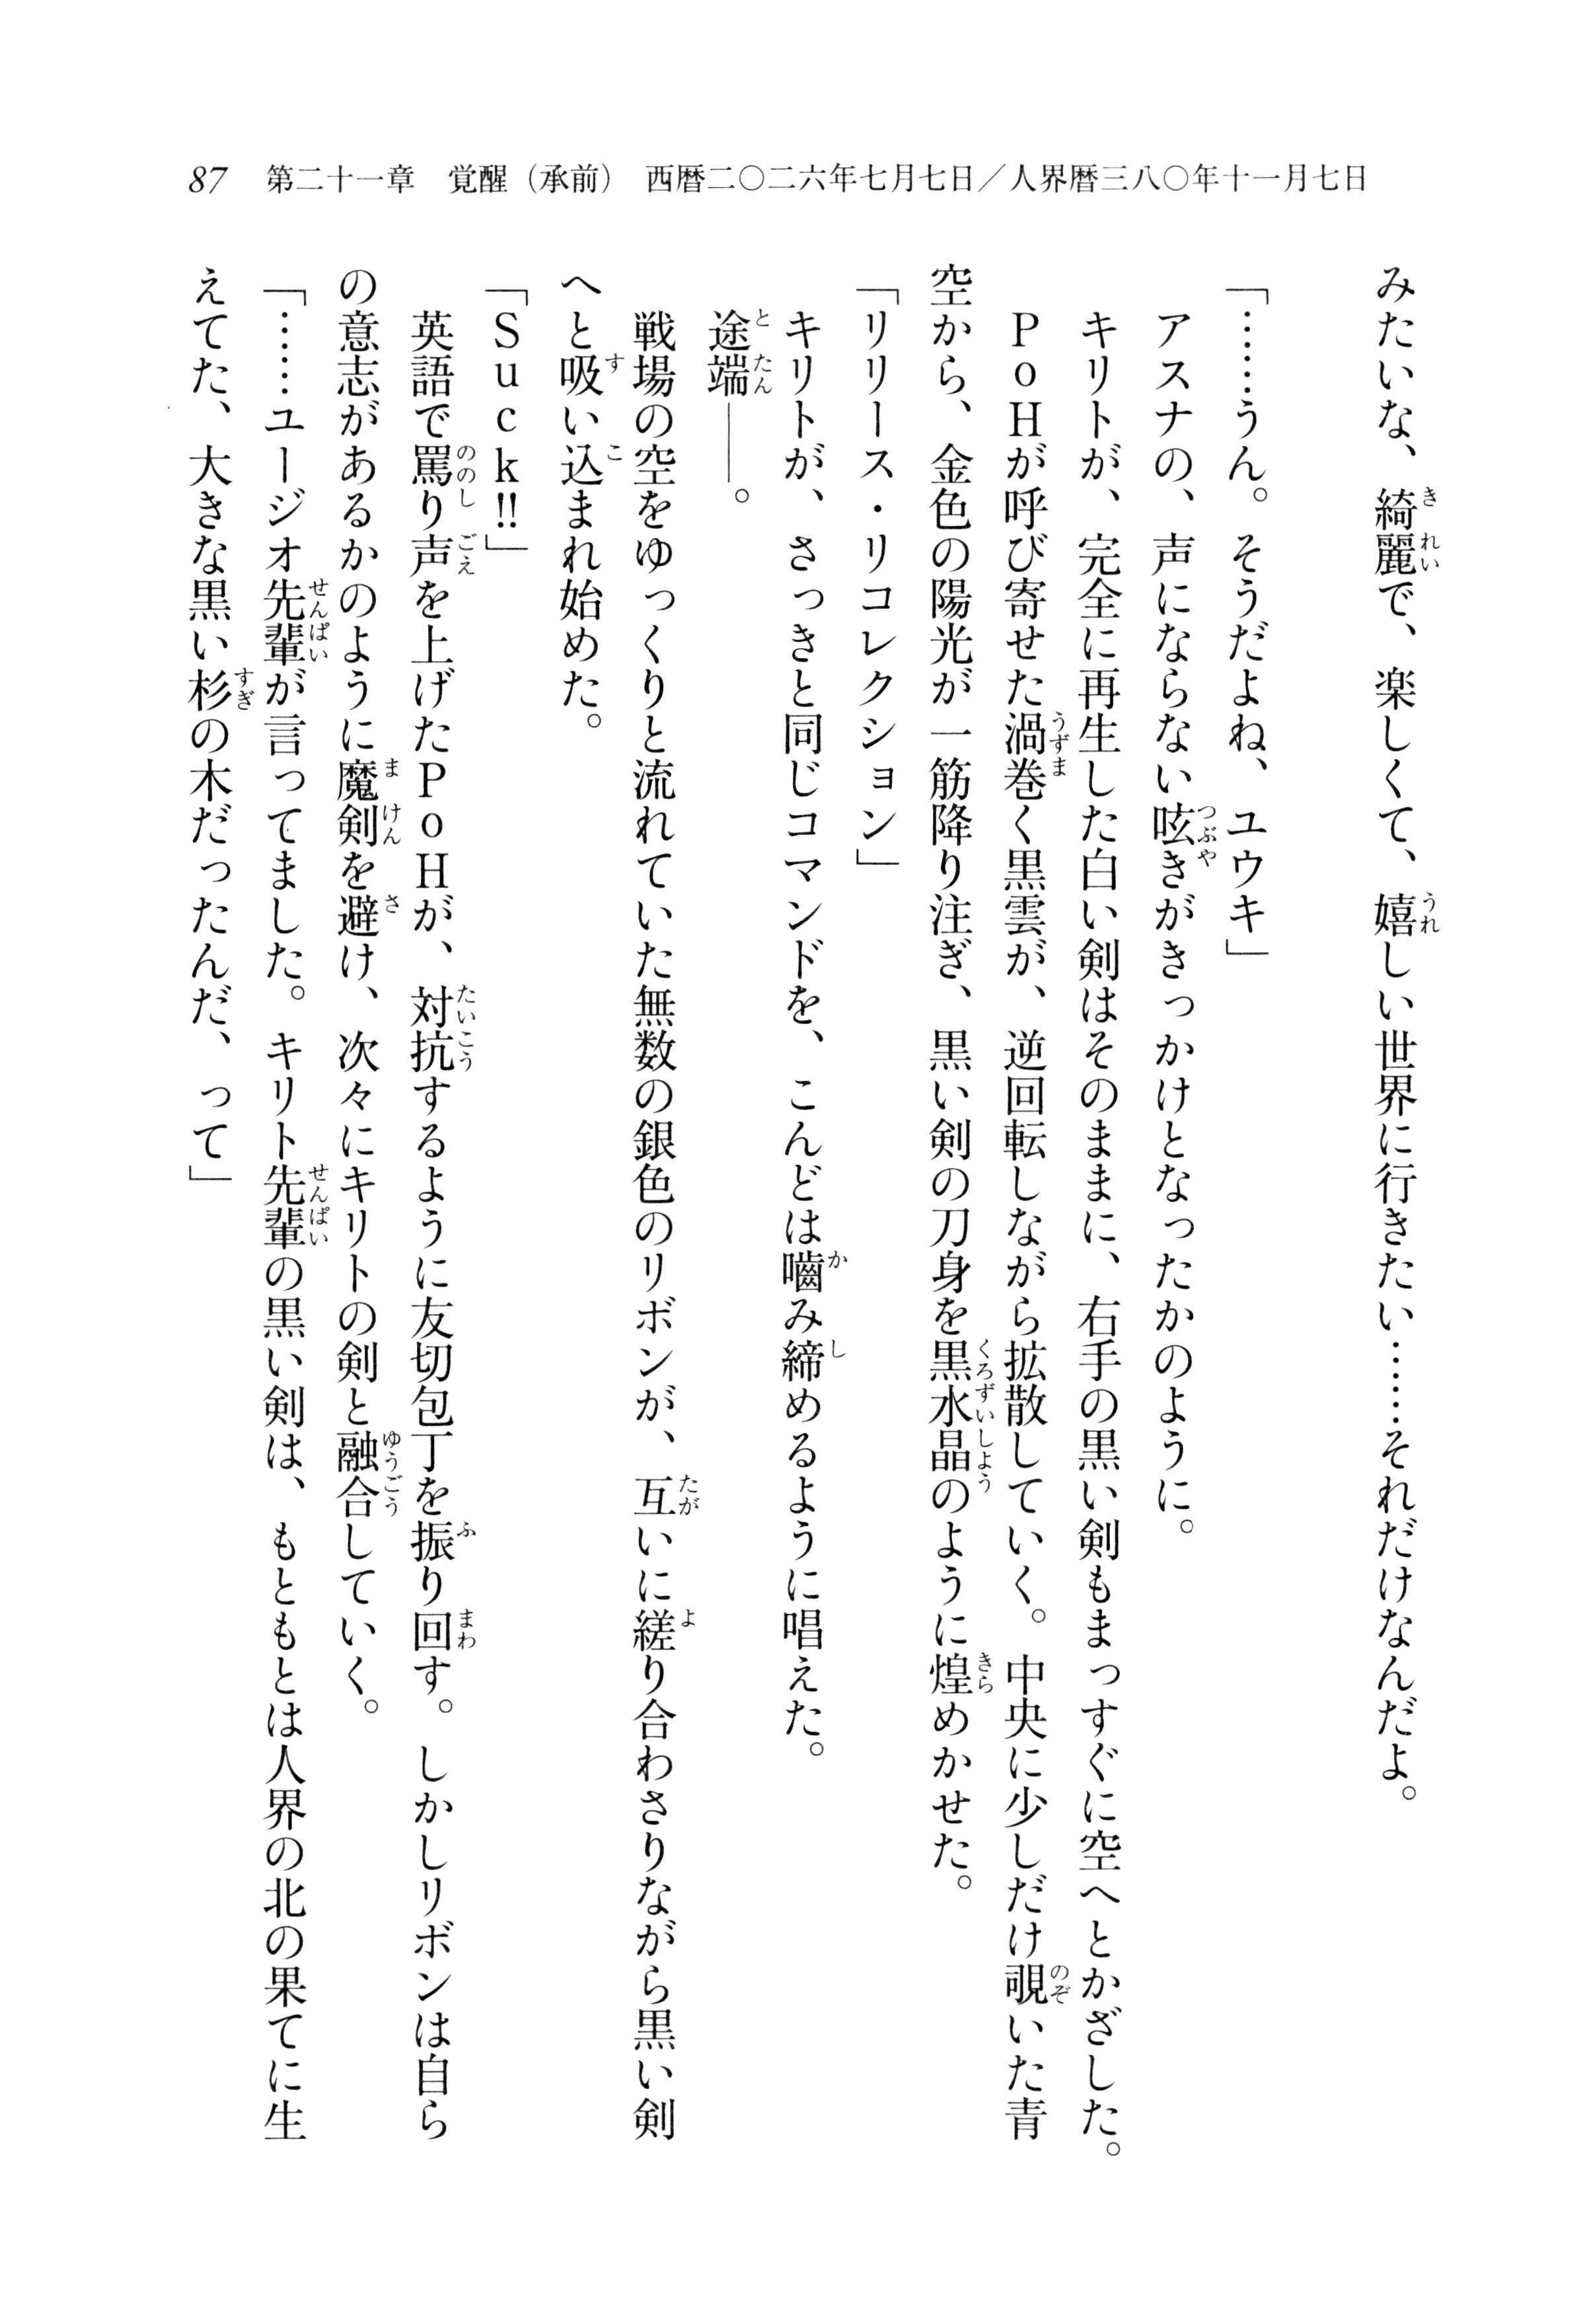 87　第二十一章　覚醒（承前）　西暦二〇二六年七月七日／人界暦三八〇年十一月七日
みたいな、綺麗で、楽しくて、嬉しい世界に行きたい……それだけなんだよ。
「……うん。そうだよね、ユウキ」
　アスナの、声にならない呟きがきっかけとなったかのように。
　キリトが、完全に再生した白い剣はそのままに、右手の黒い剣もまっすぐに空へとかざした。
　PoHが呼び寄せた渦巻く黒雲が、逆回転しながら拡散していく。中央に少しだけ覗いた青
空から、金色の陽光が一筋降り注ぎ、黒い剣の刀身を黒水晶のように煌めかせた。
「リリース・リコレクション」
　キリトが、さっきと同じコマンドを、こんどは嚙み締めるように唱えた。
　途端――。
　戦場の空をゆっくりと流れていた無数の銀色のリボンが、互いに縒り合わさりながら黒い剣
へと吸い込まれ始めた。
「Suck!!」
　英語で罵り声を上げたPoHが、対抗するように友切包丁を振り回す。しかしリボンは自ら
の意志があるかのように魔剣を避け、次々にキリトの剣と融合していく。
「……ユージオ先輩が言ってました。キリト先輩の黒い剣は、もともとは人界の北の果てに生
えてた、大きな黒い杉の木だったんだ、って」